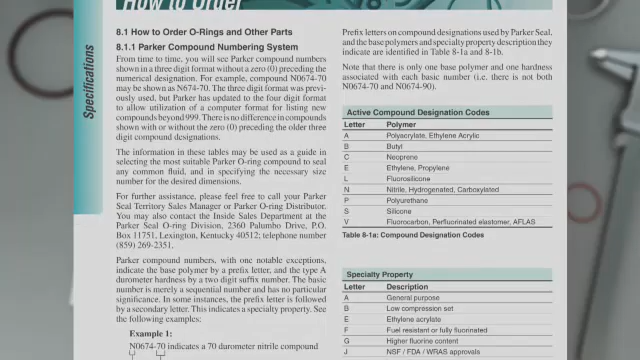 How to Order
Specifications
8.1 How to Order O-Rings and Other Parts
8.1.1 Parker Compound Numbering System
From time to time, you will see Parker Compound numbers
shown in a three digit format without a zero (0) preceding the
numerical designation. For example, compound N0674-70
may be shown as N674-70. The three digit format was previ-
ously used, but Parker has updated to the four digit format
to allow utilization of a computer format for listing new
compounds beyond 999. There is no difference in compounds
shown with or without the zero (0) preceding the older three
digit compound designations.
The information in these tables may be used as a guide in
selecting the most suitable Parker O-ring compound to seal
any common fluid, and in specifying the necessary size
number for the desired dimensions.
For further assistance, please feel free to call your Parker
Seal Territory Sales Manager or Parker O-ring Distributor.
You may also contact the Inside Sales Department at the
Parker Seal O-Ring Division, 2360 Palumbo Drive, P.O.
Box 11751, Lexington, Kentucky 40512; telephone number
(859) 269-2351.
Parker compound numbers, with one notable exceptions,
indicate the base polymer by a prefix letter, and the type A
durometer hardness by a two digit suffix number. The basic
number is merely a sequential number and has no particular
significance. In some instances, the prefix letter is followed
by a secondary letter. This indicates a specialty property. See
the following examples:
Example 1:
N0674-70 indicates a 70 durometer nitrile compound
Prefix letters on compound designations used by Parker Seal,
and the base polymers and specialty property description they
indicate are identified in Table 8-1a and 8-1b.
Note that there is only one base polymer and one hardness
associated with each basic number (i.e. there is not both
N0674-70 and N0674-90).
Active Compound Designation Codes
Letter Polymer
A Polyacrylate, Ethylene Acrylic
B Butyl
C Neoprene
E Ethylene, Propylene
L Fluorosilicone
N Nitrile, Hydrogenated, Carboxylated
P Polyurethane
S Silicone
V Fluorocarbon, Perfluorinated elastomer, AFLAS
Table 8-1a: Compound Designation Codes
Specialty Property
Letter Description
A General purpose
B Low compression set
E Ethylene acrylate
F Fuel resistant or fully fluorinated
G Higher fluorine content
J NSF / FDA / WRAS approvals